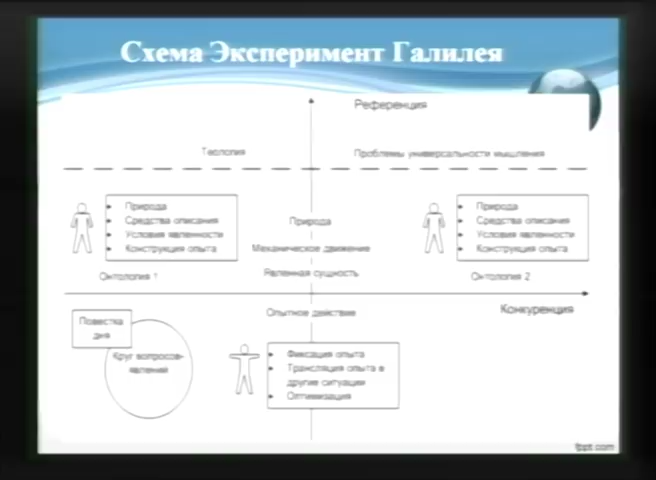 Схема Эксперимент Галилея
Референция
Теология
Проблемы универсальности мышления
Природа
Средства описания
Условия явленности
Конструкция опыта
Природа
Механическое движение
Явленная сущность
Природа
Средства описания
Условия явленности
Конструкция опыта
Онтология 1
Онтология 2
Конкуренция
Опытное действие
Повестка
дня
Круг вопросов-
явлений
Фиксация опыта
Трансляция опыта в
другие ситуации
Оптимизация
fppt.com